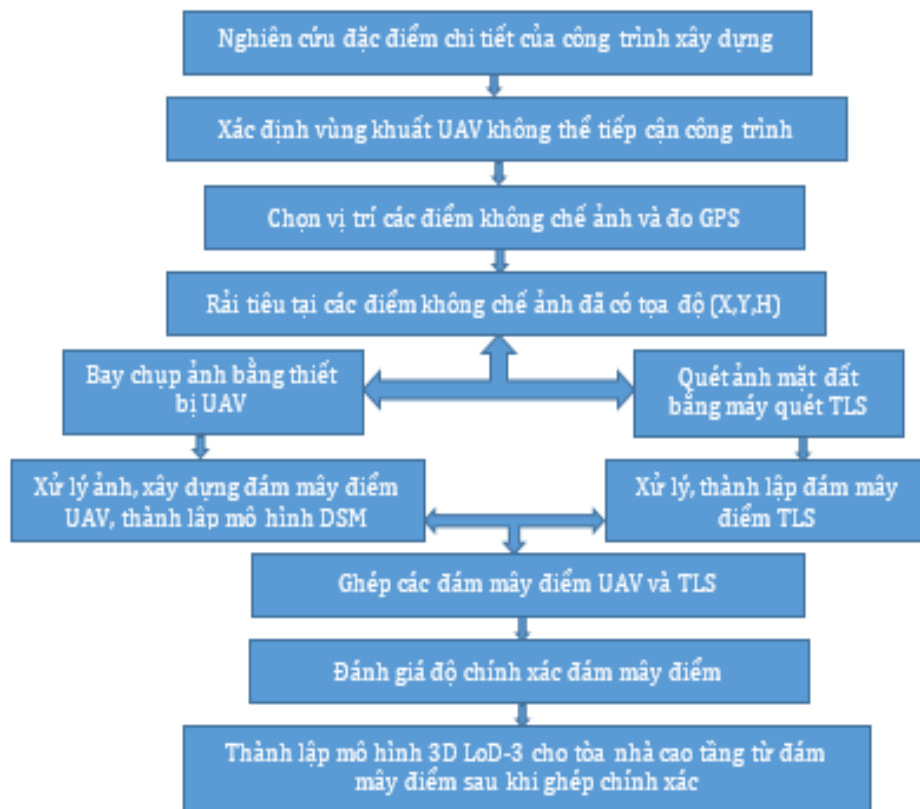 Nghiên cứu đặc điểm chi tiết của công trình xây dựng
Xác định vùng khuất UAV không thể tiếp cận công trình
Chọn vị trí các điểm không chế ảnh và đo GPS
Rải tiêu tại các điểm không chế ảnh đã có tọa độ (X,Y,H)
Bay chụp ảnh bằng thiết
bị UAV
Quét ảnh mặt đất
bằng máy quét TLS
Xử lý ảnh, xây dựng đám mây điểm
UAV, thành lập mô hình DSM
Xử lý, thành lập đám mây
điểm TLS
Ghép các đám mây điểm UAV và TLS
Đánh giá độ chính xác đám mây điểm
Thành lập mô hình 3D LoD-3 cho tòa nhà cao tầng từ đám
mây điểm sau khi ghép chính xác